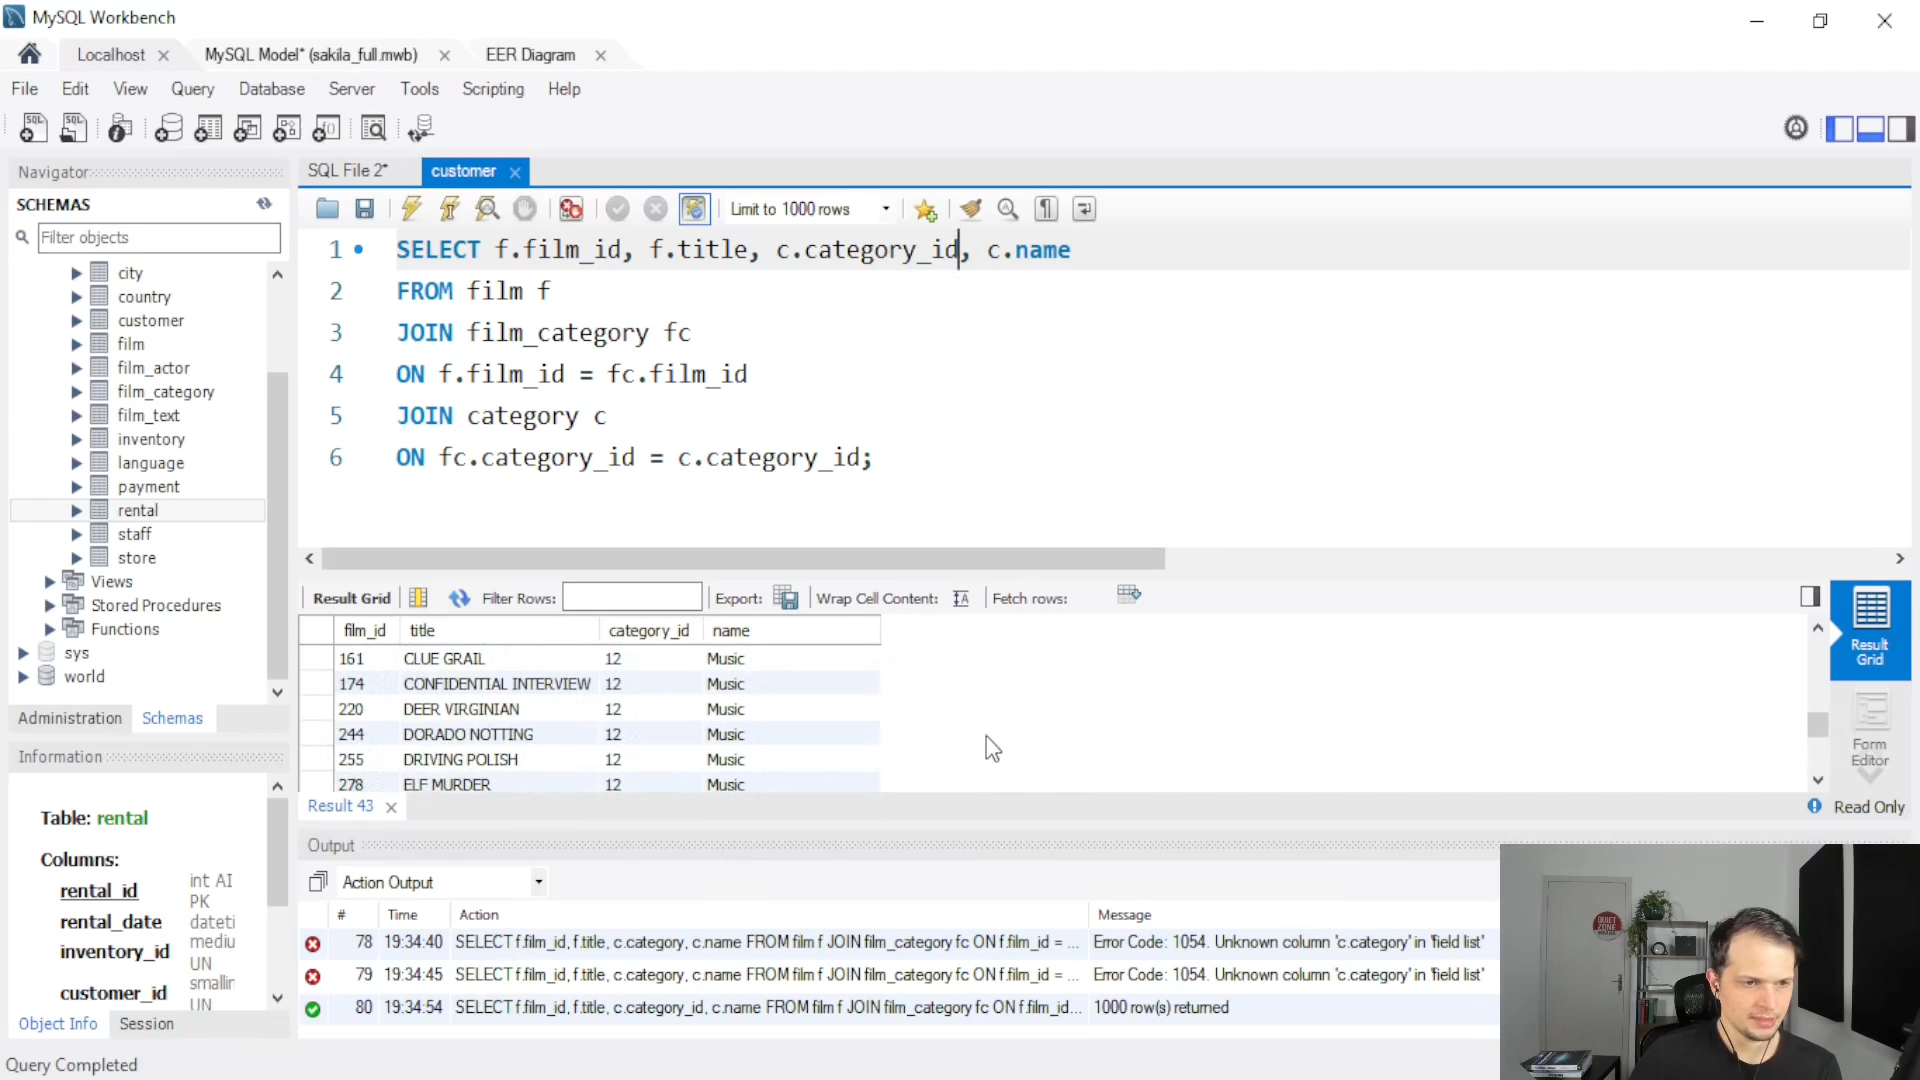 MySQL Workbench
Localhost
MySQL Model* (sakila_full.mwb)
EER Diagram
File Edit View Query Database Server Tools Scripting Help
Navigator
SCHEMAS
Filter objects
city
country
customer
film
film_actor
film_category
film_text
inventory
language
payment
rental
staff
store
Views
Stored Procedures
Functions
sys
world
Administration Schemas
Information
Table: rental
Columns:
rental_id int AI PK
rental_date dateti
inventory_id mediu UN
customer_id smallin UN
Object Info Session
Query Completed
SQL File 2*
customer
Limit to 1000 rows
1 SELECT f.film_id, f.title, c.category_id, c.name
2 FROM film f
3 JOIN film_category fc
4 ON f.film_id = fc.film_id
5 JOIN category c
6 ON fc.category_id = c.category_id;
Result Grid Filter Rows: Export: Wrap Cell Content: Fetch rows:
film_id title category_id name
161 CLUE GRAIL 12 Music
174 CONFIDENTIAL INTERVIEW 12 Music
220 DEER VIRGINIAN 12 Music
244 DORADO NOTTING 12 Music
255 DRIVING POLISH 12 Music
278 ELF MURDER 12 Music
Result Grid
Form Editor
Result 43
Read Only
Output
Action Output
# Time Action Message
78 19:34:40 SELECT f.film_id, f.title, c.category, c.name FROM film f JOIN film_category fc ON f.film_id = ... Error Code: 1054. Unknown column 'c.category' in 'field list'
79 19:34:45 SELECT f.film_id, f.title, c.category, c.name FROM film f JOIN film_category fc ON f.film_id = ... Error Code: 1054. Unknown column 'c.category' in 'field list'
80 19:34:54 SELECT f.film_id, f.title, c.category_id, c.name FROM film f JOIN film_category fc ON f.film_id... 1000 row(s) returned
QUIET
ZONE